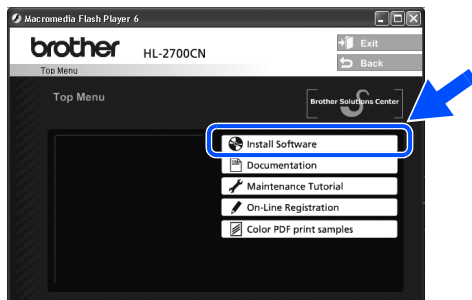 Macromedia Flash Player 6
brother
HL-2700CN
Exit
Back
Top Menu
Top Menu
Brother Solutions Center
Install Software
Documentation
Maintenance Tutorial
On-Line Registration
Color PDF print samples